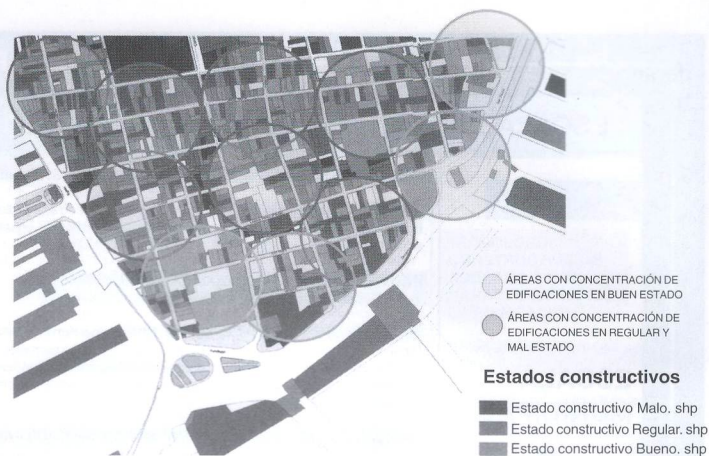 ÁREAS CON CONCENTRACIÓN DE
EDIFICACIONES EN BUEN ESTADO
ÁREAS CON CONCENTRACIÓN DE
EDIFICACIONES EN REGULAR Y
MAL ESTADO
Estados constructivos
Estado constructivo Malo. shp
Estado constructivo Regular. shp
Estado constructivo Bueno. shp